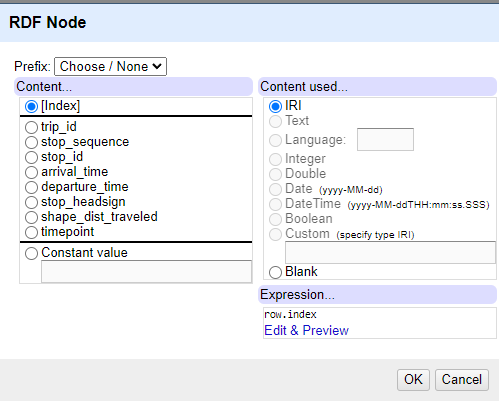 RDF Node
Prefix: Choose / None
Content...
[Index]
trip_id
stop_sequence
stop_id
arrival_time
departure_time
stop_headsign
shape_dist_traveled
timepoint
Constant value
Content used...
IRI
Text
Language:
Integer
Double
Date (yyyy-MM-dd)
DateTime (yyyy-MM-ddTHH:mm:ss.SSS)
Boolean
Custom (specify type IRI)
Blank
Expression...
row.index
Edit & Preview
OK Cancel